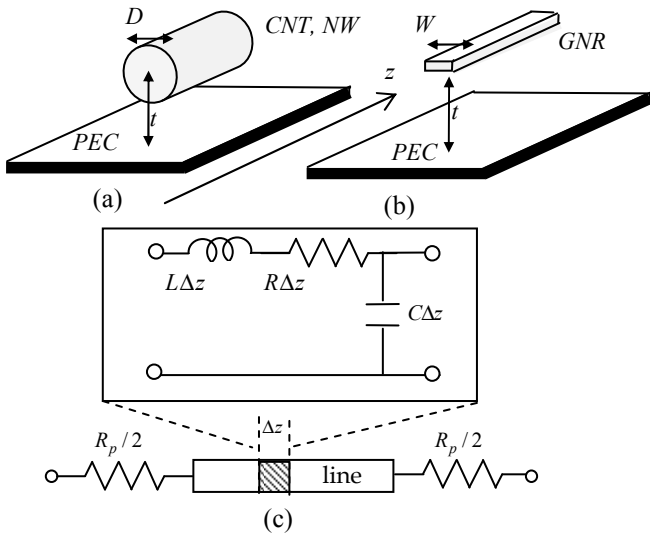 D
CNT, NW
t
PEC
(a)
z
W
GNR
t
PEC
(b)
LΔz
RΔz
CΔz
Δz
R_p / 2
line
R_p / 2
(c)